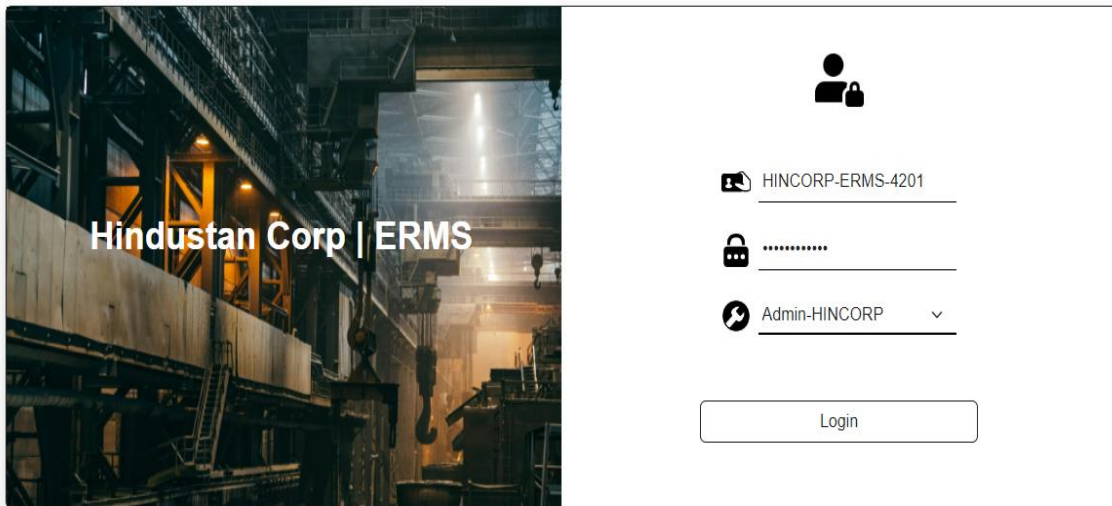 Hindustan Corp | ERMS
HINCORP-ERMS-4201
••••••••••••
Admin-HINCORP
Login